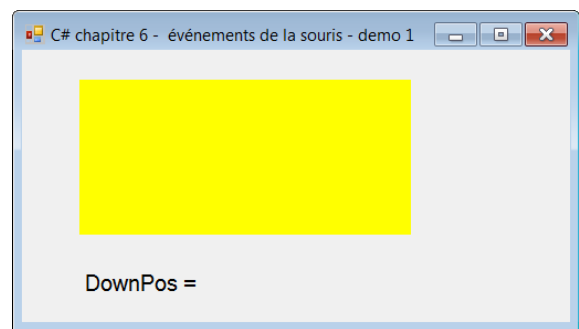 C# chapitre 6 - événements de la souris - demo 1
DownPos =